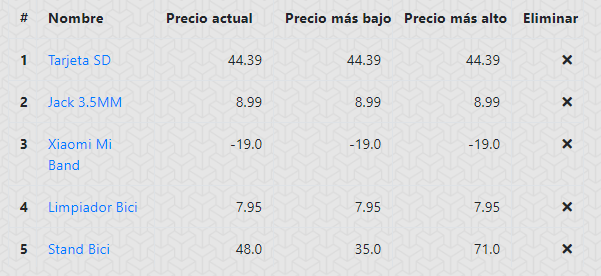 # Nombre Precio actual Precio más bajo Precio más alto Eliminar
1 Tarjeta SD 44.39 44.39 44.39 ×
2 Jack 3.5MM 8.99 8.99 8.99 ×
3 Xiaomi Mi -19.0 -19.0 -19.0 ×
Band
4 Limpiador Bici 7.95 7.95 7.95 ×
5 Stand Bici 48.0 35.0 71.0 ×